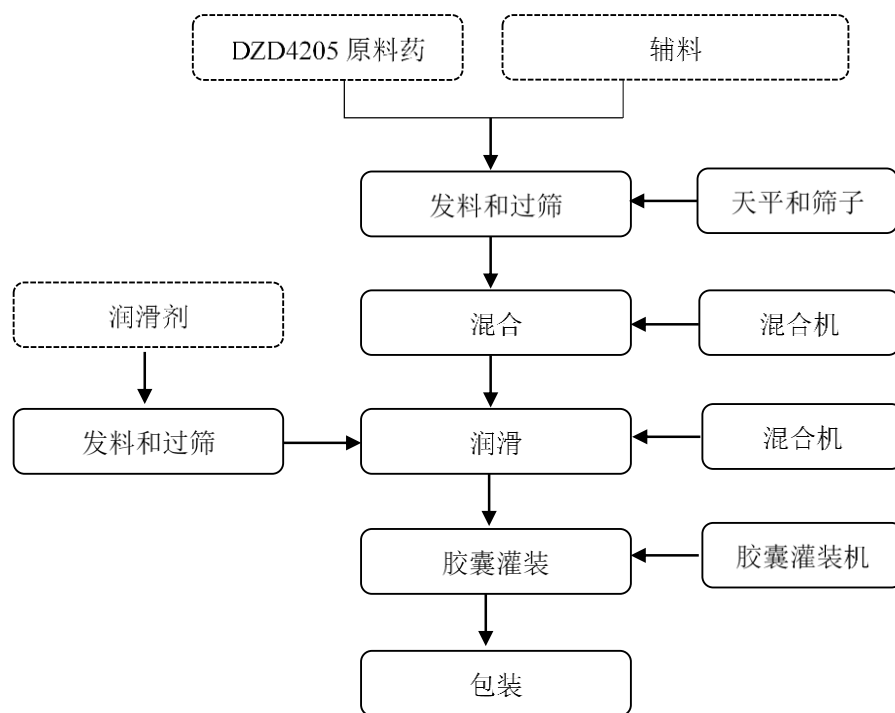 DZD4205 原料药
辅料
发料和过筛
天平和筛子
润滑剂
混合
混合机
发料和过筛
润滑
混合机
胶囊灌装
胶囊灌装机
包装